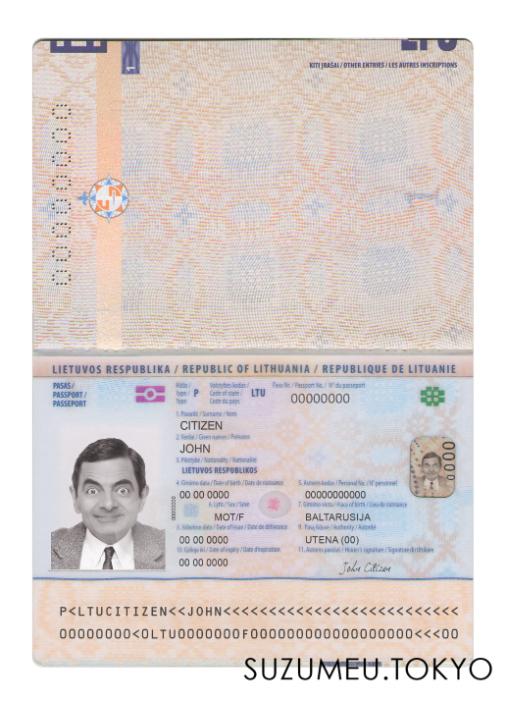 KITI ĮRAŠAI / OTHER ENTRIES / LES AUTRES INSCRIPTIONS
00000000
LIETUVOS RESPUBLIKA / REPUBLIC OF LITHUANIA / REPUBLIQUE DE LITUANIE
PASAS /
PASSPORT /
PASSEPORT
Rūšis /
Type /
Type
P
Valstybės kodas /
Code of state /
Code du pays
LTU
Paso Nr. / Passport No. / N° du passeport
00000000
1. Pavardė / Surname / Nom
CITIZEN
2. Vardai / Given names / Prénoms
JOHN
3. Pilietybė / Nationality / Nationalité
LIETUVOS RESPUBLIKOS
4. Gimimo data / Date of birth / Date de naissance
5. Asmens kodas / Personal No. / N° personnel
00 00 0000
00000000000
6. Lytis / Sex / Sexe
7. Gimimo vieta / Place of birth / Lieu de naissance
MOT/F
BALTARUSIJA
8. Išdavimo data / Date of issue / Date de délivrance
9. Pasą išdavė / Authority / Autorité
00 00 0000
UTENA (00)
10. Galioja iki / Date of expiry / Date d'expiration
11. Asmens parašas / Holder's signature / Signature du titulaire
00 00 0000
John Citizen
0000
P<LTUCITIZEN<<JOHN<<<<<<<<<<<<<<<<<<<<<<<<<<
00000000<0LTU0000000F0000000000000000000<<<00
SUZUMEU.TOKYO